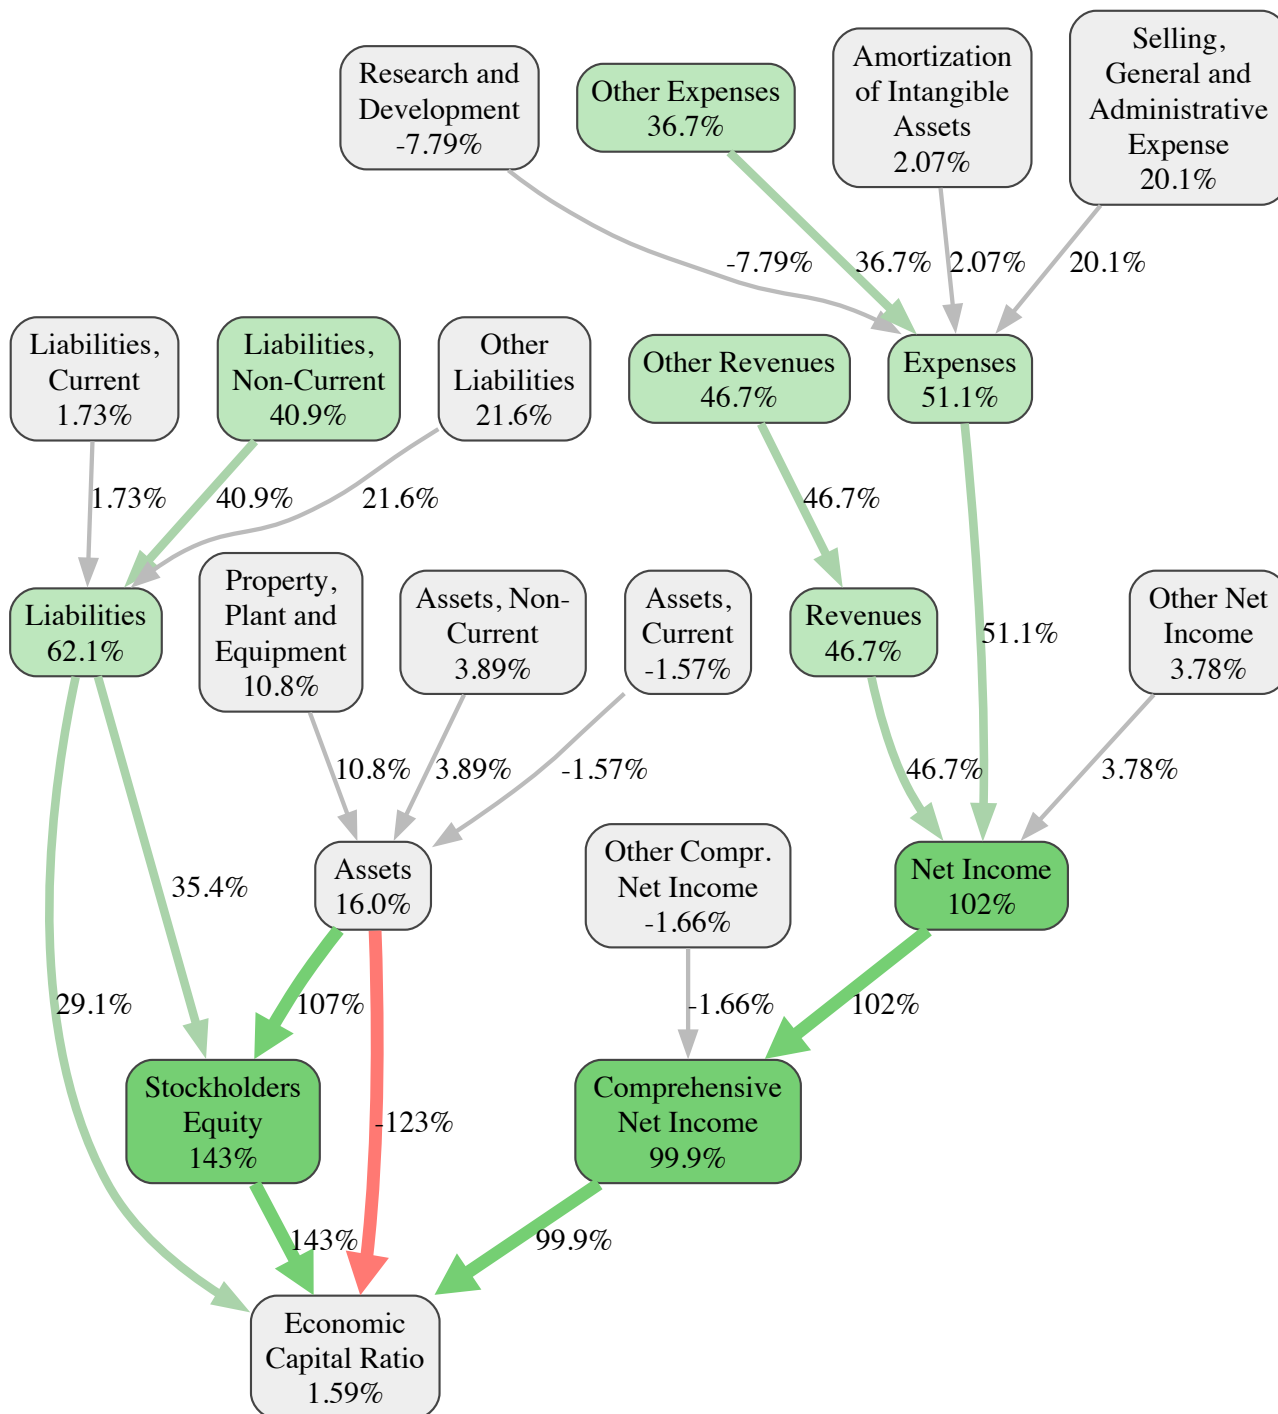 Research and
Development
-7.79%
Other Expenses
36.7%
Amortization
of Intangible
Assets
2.07%
Selling,
General and
Administrative
Expense
20.1%
-7.79%
36.7%
2.07%
20.1%
Liabilities,
Current
1.73%
Liabilities,
Non-Current
40.9%
Other
Liabilities
21.6%
Other Revenues
46.7%
Expenses
51.1%
1.73%
40.9%
21.6%
46.7%
Liabilities
62.1%
Property,
Plant and
Equipment
10.8%
Assets, Non-
Current
3.89%
Assets,
Current
-1.57%
Revenues
46.7%
51.1%
Other Net
Income
3.78%
10.8%
3.89%
-1.57%
46.7%
3.78%
35.4%
Assets
16.0%
Other Compr.
Net Income
-1.66%
Net Income
102%
29.1%
107%
-1.66%
102%
Stockholders
Equity
143%
-123%
Comprehensive
Net Income
99.9%
143%
99.9%
Economic
Capital Ratio
1.59%